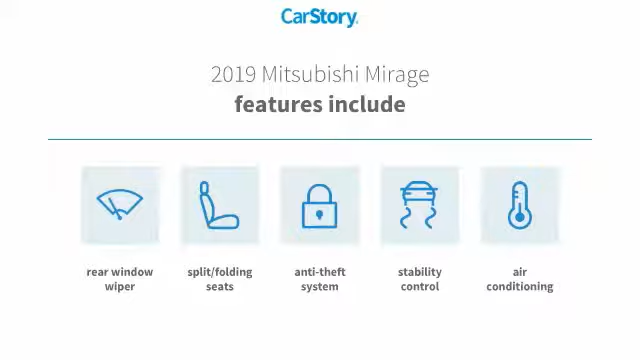 CarStory.
2019 Mitsubishi Mirage
features include
rear window wiper
split/folding seats
anti-theft system
stability control
air conditioning